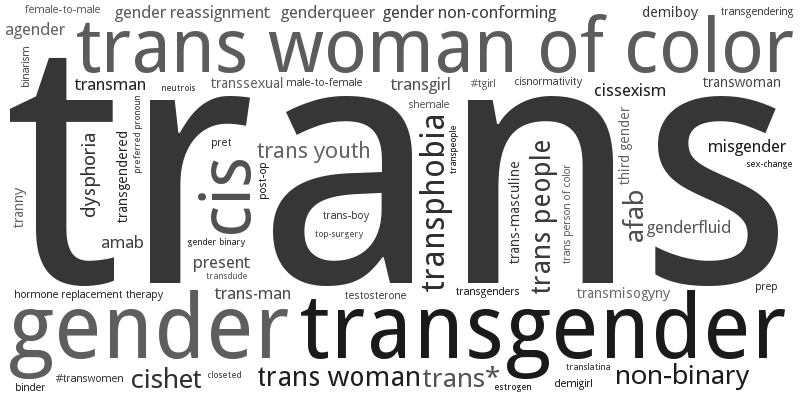 female-to-male
gender reassignment
genderqueer
gender non-conforming
demiboy
transgendering
agender
trans woman of color
binarism
transman
neutrois
transsexual
male-to-female
transgirl
#tgirl
cisnormativity
cissexism
transwoman
trans
shemale
dysphoria
transgendered
preferred pronoun
pret
cis
trans youth
post-op
transphobia
transpeople
trans-masculine
trans people
trans person of color
third gender
misgender
sex-change
tranny
trans-boy
afab
genderfluid
amab
gender binary
top-surgery
present
transdude
hormone replacement therapy
trans-man
testosterone
transgenders
transmisogyny
prep
gender
transgender
binder
#transwomen
cishet
closeted
trans woman
trans*
estrogen
demigirl
translatina
non-binary